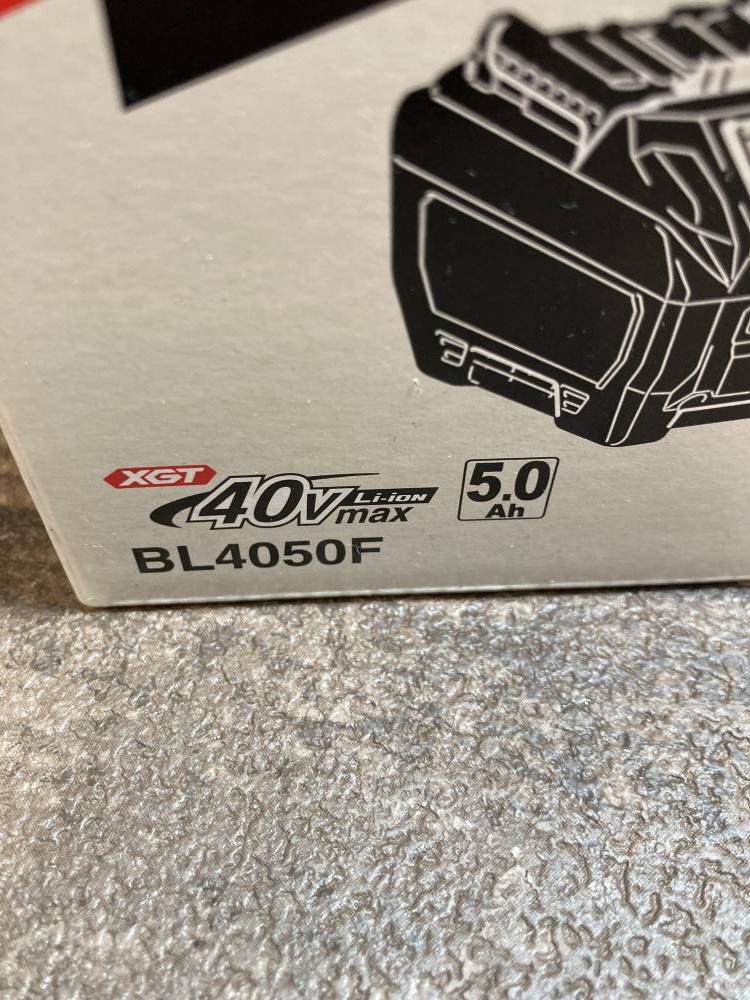 XGT
40V Li-ion
max
5.0
Ah
BL4050F